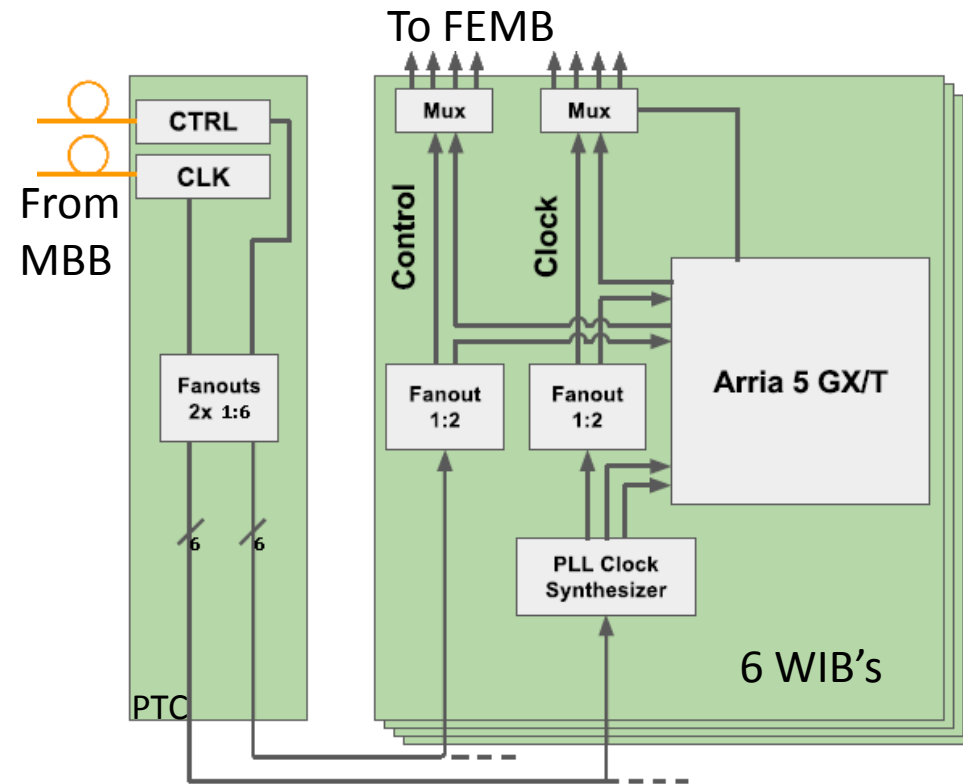 To FEMB
CTRL
CLK
From
MBB
Fanouts
2x 1:6
6
6
PTC
Mux
Mux
Control
Clock
Fanout
1:2
Fanout
1:2
Arria 5 GX/T
PLL Clock
Synthesizer
6 WIB’s